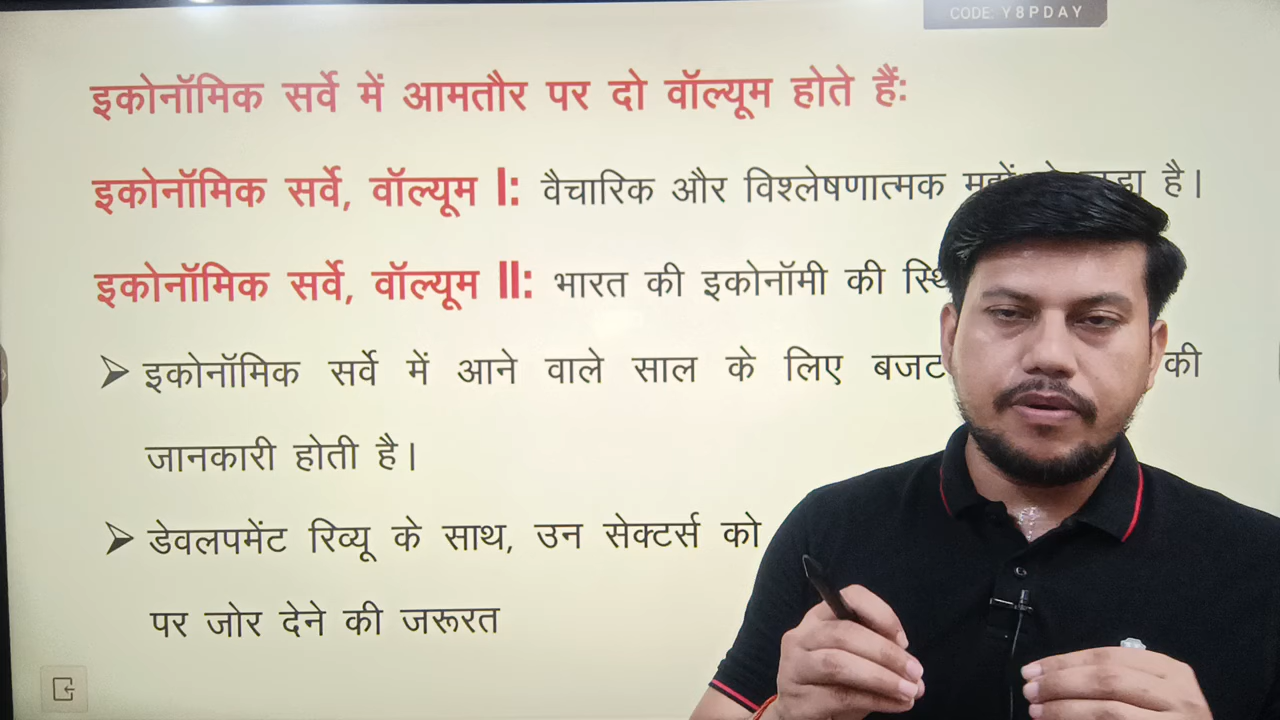 CODE: Y8PDAY
इकोनॉमिक सर्वे में आमतौर पर दो वॉल्यूम होते हैं:
इकोनॉमिक सर्वे, वॉल्यूम I: वैचारिक और विश्लेषणात्मक है।
इकोनॉमिक सर्वे, वॉल्यूम II: भारत की इकोनॉमी की
➤ इकोनॉमिक सर्वे में आने वाले साल के लिए बजट की
जानकारी होती है।
➤ डेवलपमेंट रिव्यू के साथ, उन सेक्टर्स को
पर जोर देने की जरूरत